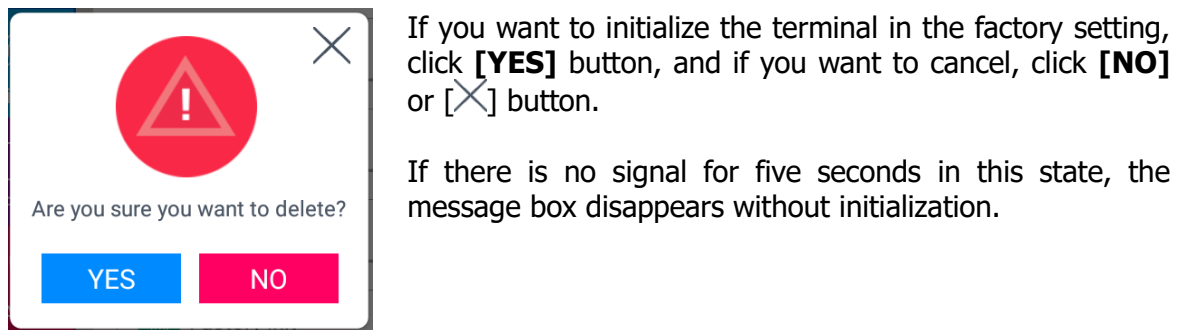 !
Are you sure you want to delete?
YES
NO
If you want to initialize the terminal in the factory setting,
click [YES] button, and if you want to cancel, click [NO]
or [╳] button.
If there is no signal for five seconds in this state, the
message box disappears without initialization.